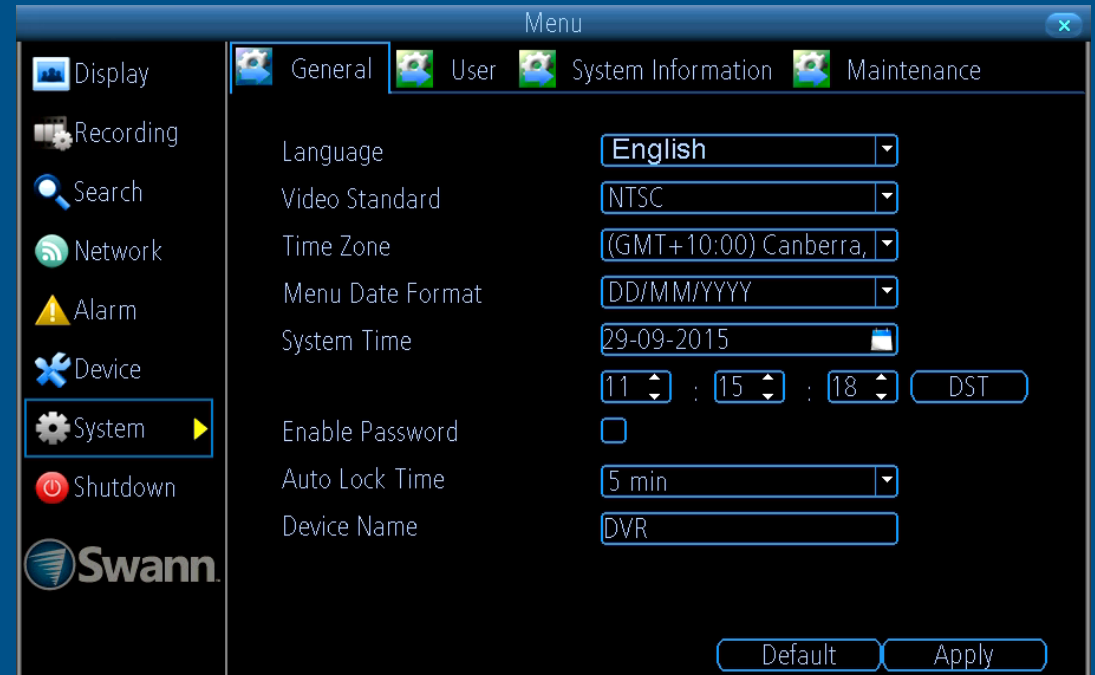 Menu
Display
Recording
Search
Network
Alarm
Device
System
Shutdown
Swann
General User System Information Maintenance
Language English
Video Standard NTSC
Time Zone (GMT+10:00) Canberra,
Menu Date Format DD/MM/YYYY
System Time 29-09-2015
11 : 15 : 18 DST
Enable Password
Auto Lock Time 5 min
Device Name DVR
Default Apply